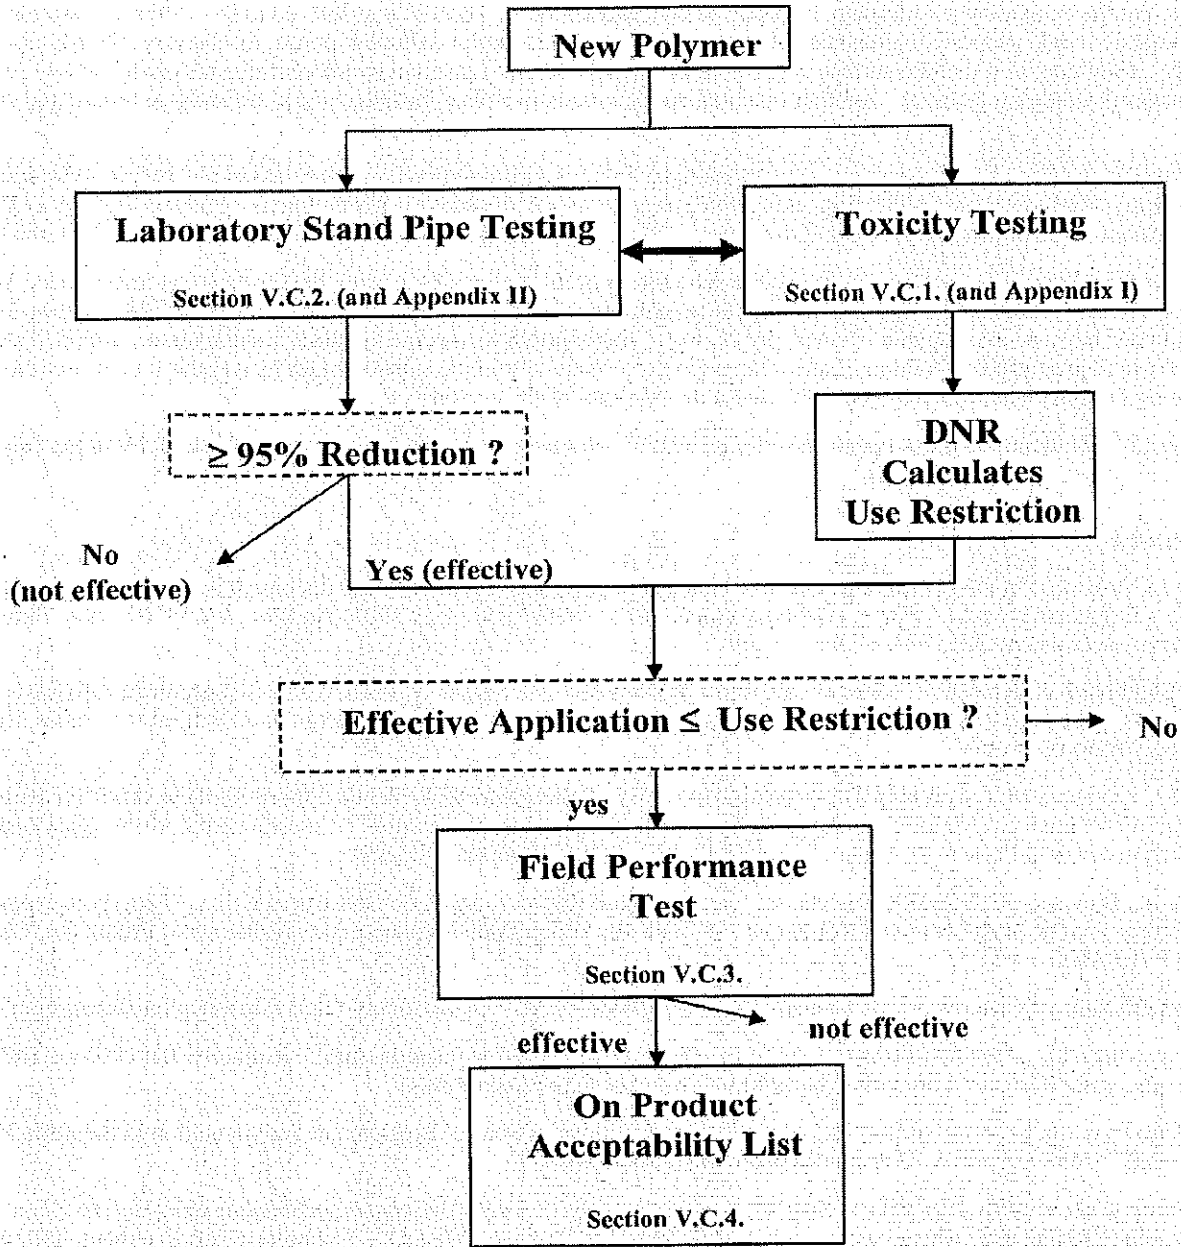 New Polymer
Laboratory Stand Pipe Testing
Section V.C.2. (and Appendix II)
Toxicity Testing
Section V.C.1. (and Appendix I)
≥ 95% Reduction ?
DNR
Calculates
Use Restriction
No
(not effective)
Yes (effective)
Effective Application ≤ Use Restriction ?
No
yes
Field Performance
Test
Section V.C.3.
effective
not effective
On Product
Acceptability List
Section V.C.4.